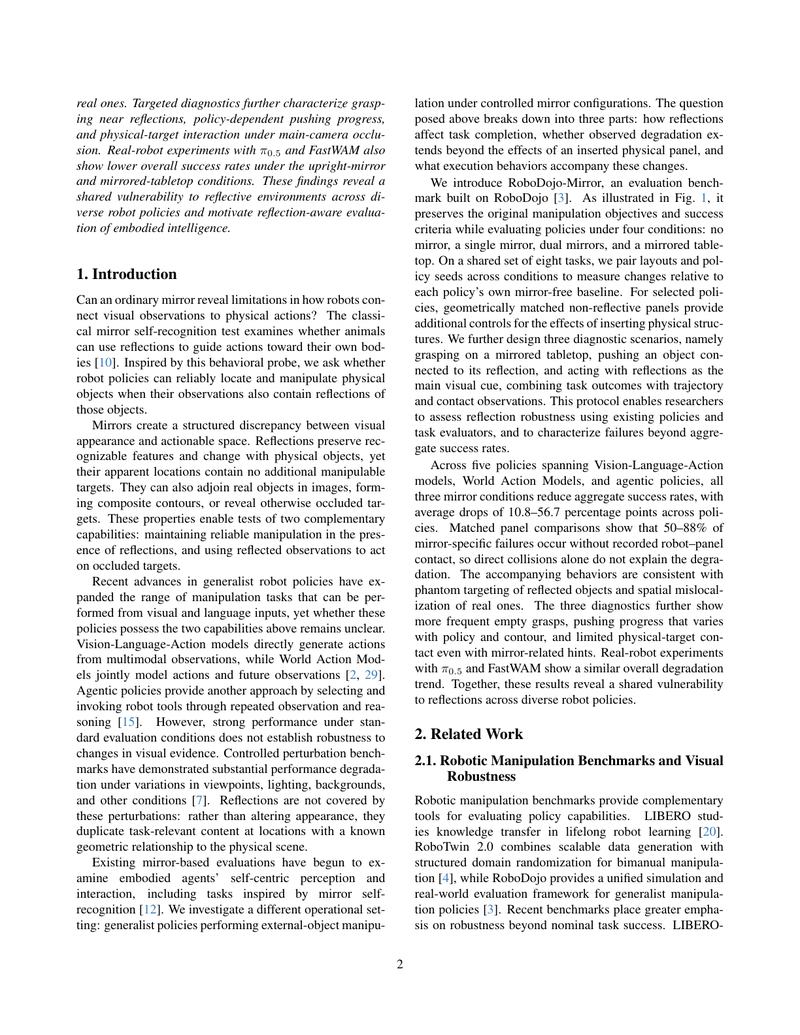 real ones. Targeted diagnostics further characterize grasp-
ing near reflections, policy-dependent pushing progress,
and physical-target interaction under main-camera occlu-
sion. Real-robot experiments with π0.5 and FastWAM also
show lower overall success rates under the upright-mirror
and mirrored-tabletop conditions. These findings reveal a
shared vulnerability to reflective environments across di-
verse robot policies and motivate reflection-aware evalua-
tion of embodied intelligence.
1. Introduction
Can an ordinary mirror reveal limitations in how robots con-
nect visual observations to physical actions? The classi-
cal mirror self-recognition test examines whether animals
can use reflections to guide actions toward their own bod-
ies [10]. Inspired by this behavioral probe, we ask whether
robot policies can reliably locate and manipulate physical
objects when their observations also contain reflections of
those objects.
Mirrors create a structured discrepancy between visual
appearance and actionable space. Reflections preserve rec-
ognizable features and change with physical objects, yet
their apparent locations contain no additional manipulable
targets. They can also adjoin real objects in images, form-
ing composite contours, or reveal otherwise occluded tar-
gets. These properties enable tests of two complementary
capabilities: maintaining reliable manipulation in the pres-
ence of reflections, and using reflected observations to act
on occluded targets.
Recent advances in generalist robot policies have ex-
panded the range of manipulation tasks that can be per-
formed from visual and language inputs, yet whether these
policies possess the two capabilities above remains unclear.
Vision-Language-Action models directly generate actions
from multimodal observations, while World Action Mod-
els jointly model actions and future observations [2, 29].
Agentic policies provide another approach by selecting and
invoking robot tools through repeated observation and rea-
soning [15]. However, strong performance under stan-
dard evaluation conditions does not establish robustness to
changes in visual evidence. Controlled perturbation bench-
marks have demonstrated substantial performance degrada-
tion under variations in viewpoints, lighting, backgrounds,
and other conditions [7]. Reflections are not covered by
these perturbations: rather than altering appearance, they
duplicate task-relevant content at locations with a known
geometric relationship to the physical scene.
Existing mirror-based evaluations have begun to ex-
amine embodied agents' self-centric perception and
interaction, including tasks inspired by mirror self-
recognition [12]. We investigate a different operational set-
ting: generalist policies performing external-object manipu-
lation under controlled mirror configurations. The question
posed above breaks down into three parts: how reflections
affect task completion, whether observed degradation ex-
tends beyond the effects of an inserted physical panel, and
what execution behaviors accompany these changes.
We introduce RoboDojo-Mirror, an evaluation bench-
mark built on RoboDojo [3]. As illustrated in Fig. 1, it
preserves the original manipulation objectives and success
criteria while evaluating policies under four conditions: no
mirror, a single mirror, dual mirrors, and a mirrored table-
top. On a shared set of eight tasks, we pair layouts and pol-
icy seeds across conditions to measure changes relative to
each policy's own mirror-free baseline. For selected poli-
cies, geometrically matched non-reflective panels provide
additional controls for the effects of inserting physical struc-
tures. We further design three diagnostic scenarios, namely
grasping on a mirrored tabletop, pushing an object con-
nected to its reflection, and acting with reflections as the
main visual cue, combining task outcomes with trajectory
and contact observations. This protocol enables researchers
to assess reflection robustness using existing policies and
task evaluators, and to characterize failures beyond aggre-
gate success rates.
Across five policies spanning Vision-Language-Action
models, World Action Models, and agentic policies, all
three mirror conditions reduce aggregate success rates, with
average drops of 10.8–56.7 percentage points across poli-
cies. Matched panel comparisons show that 50–88% of
mirror-specific failures occur without recorded robot–panel
contact, so direct collisions alone do not explain the degra-
dation. The accompanying behaviors are consistent with
phantom targeting of reflected objects and spatial mislocal-
ization of real ones. The three diagnostics further show
more frequent empty grasps, pushing progress that varies
with policy and contour, and limited physical-target con-
tact even with mirror-related hints. Real-robot experiments
with π0.5 and FastWAM show a similar overall degradation
trend. Together, these results reveal a shared vulnerability
to reflections across diverse robot policies.
2. Related Work
2.1. Robotic Manipulation Benchmarks and Visual
Robustness
Robotic manipulation benchmarks provide complementary
tools for evaluating policy capabilities. LIBERO stud-
ies knowledge transfer in lifelong robot learning [20].
RoboTwin 2.0 combines scalable data generation with
structured domain randomization for bimanual manipula-
tion [4], while RoboDojo provides a unified simulation and
real-world evaluation framework for generalist manipula-
tion policies [3]. Recent benchmarks place greater empha-
sis on robustness beyond nominal task success. LIBERO-
2